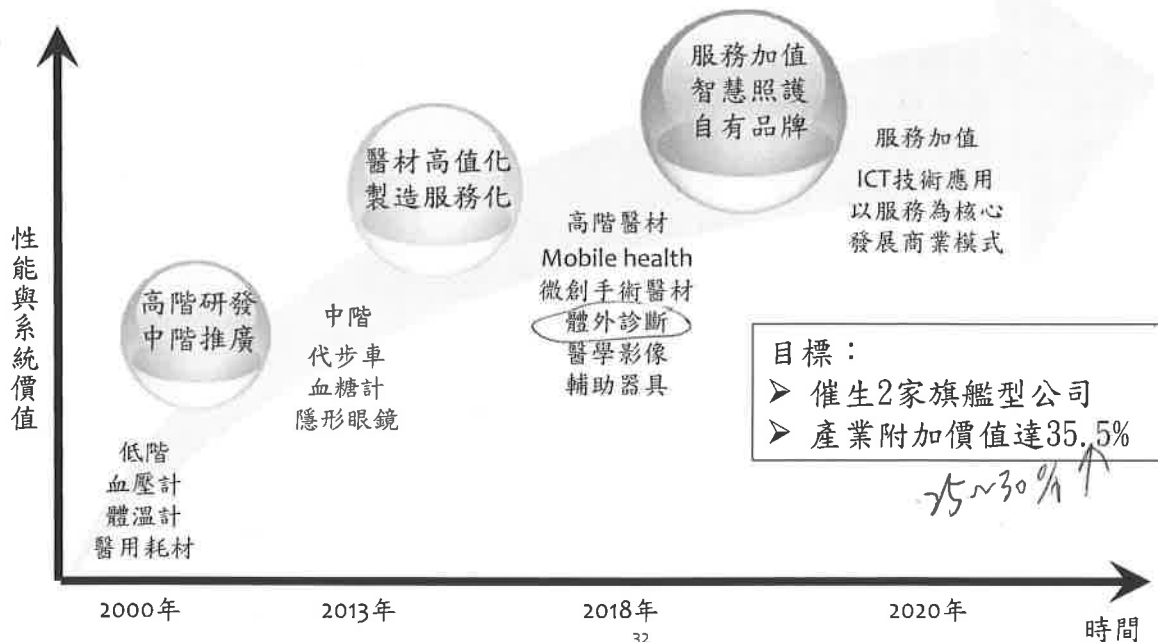 服務加值
智慧照護
自有品牌
醫材高值化
製造服務化
高階研發
中階推廣
性能與系統價值
低階
血壓計
體溫計
醫用耗材
中階
代步車
血糖計
隱形眼鏡
高階醫材
Mobile health
微創手術醫材
體外診斷
醫學影像
輔助器具
服務加值
ICT技術應用
以服務為核心
發展商業模式
目標：
➤ 催生2家旗艦型公司
➤ 產業附加價值達35.5%
25~30%
2000年
2013年
2018年
2020年
時間
32